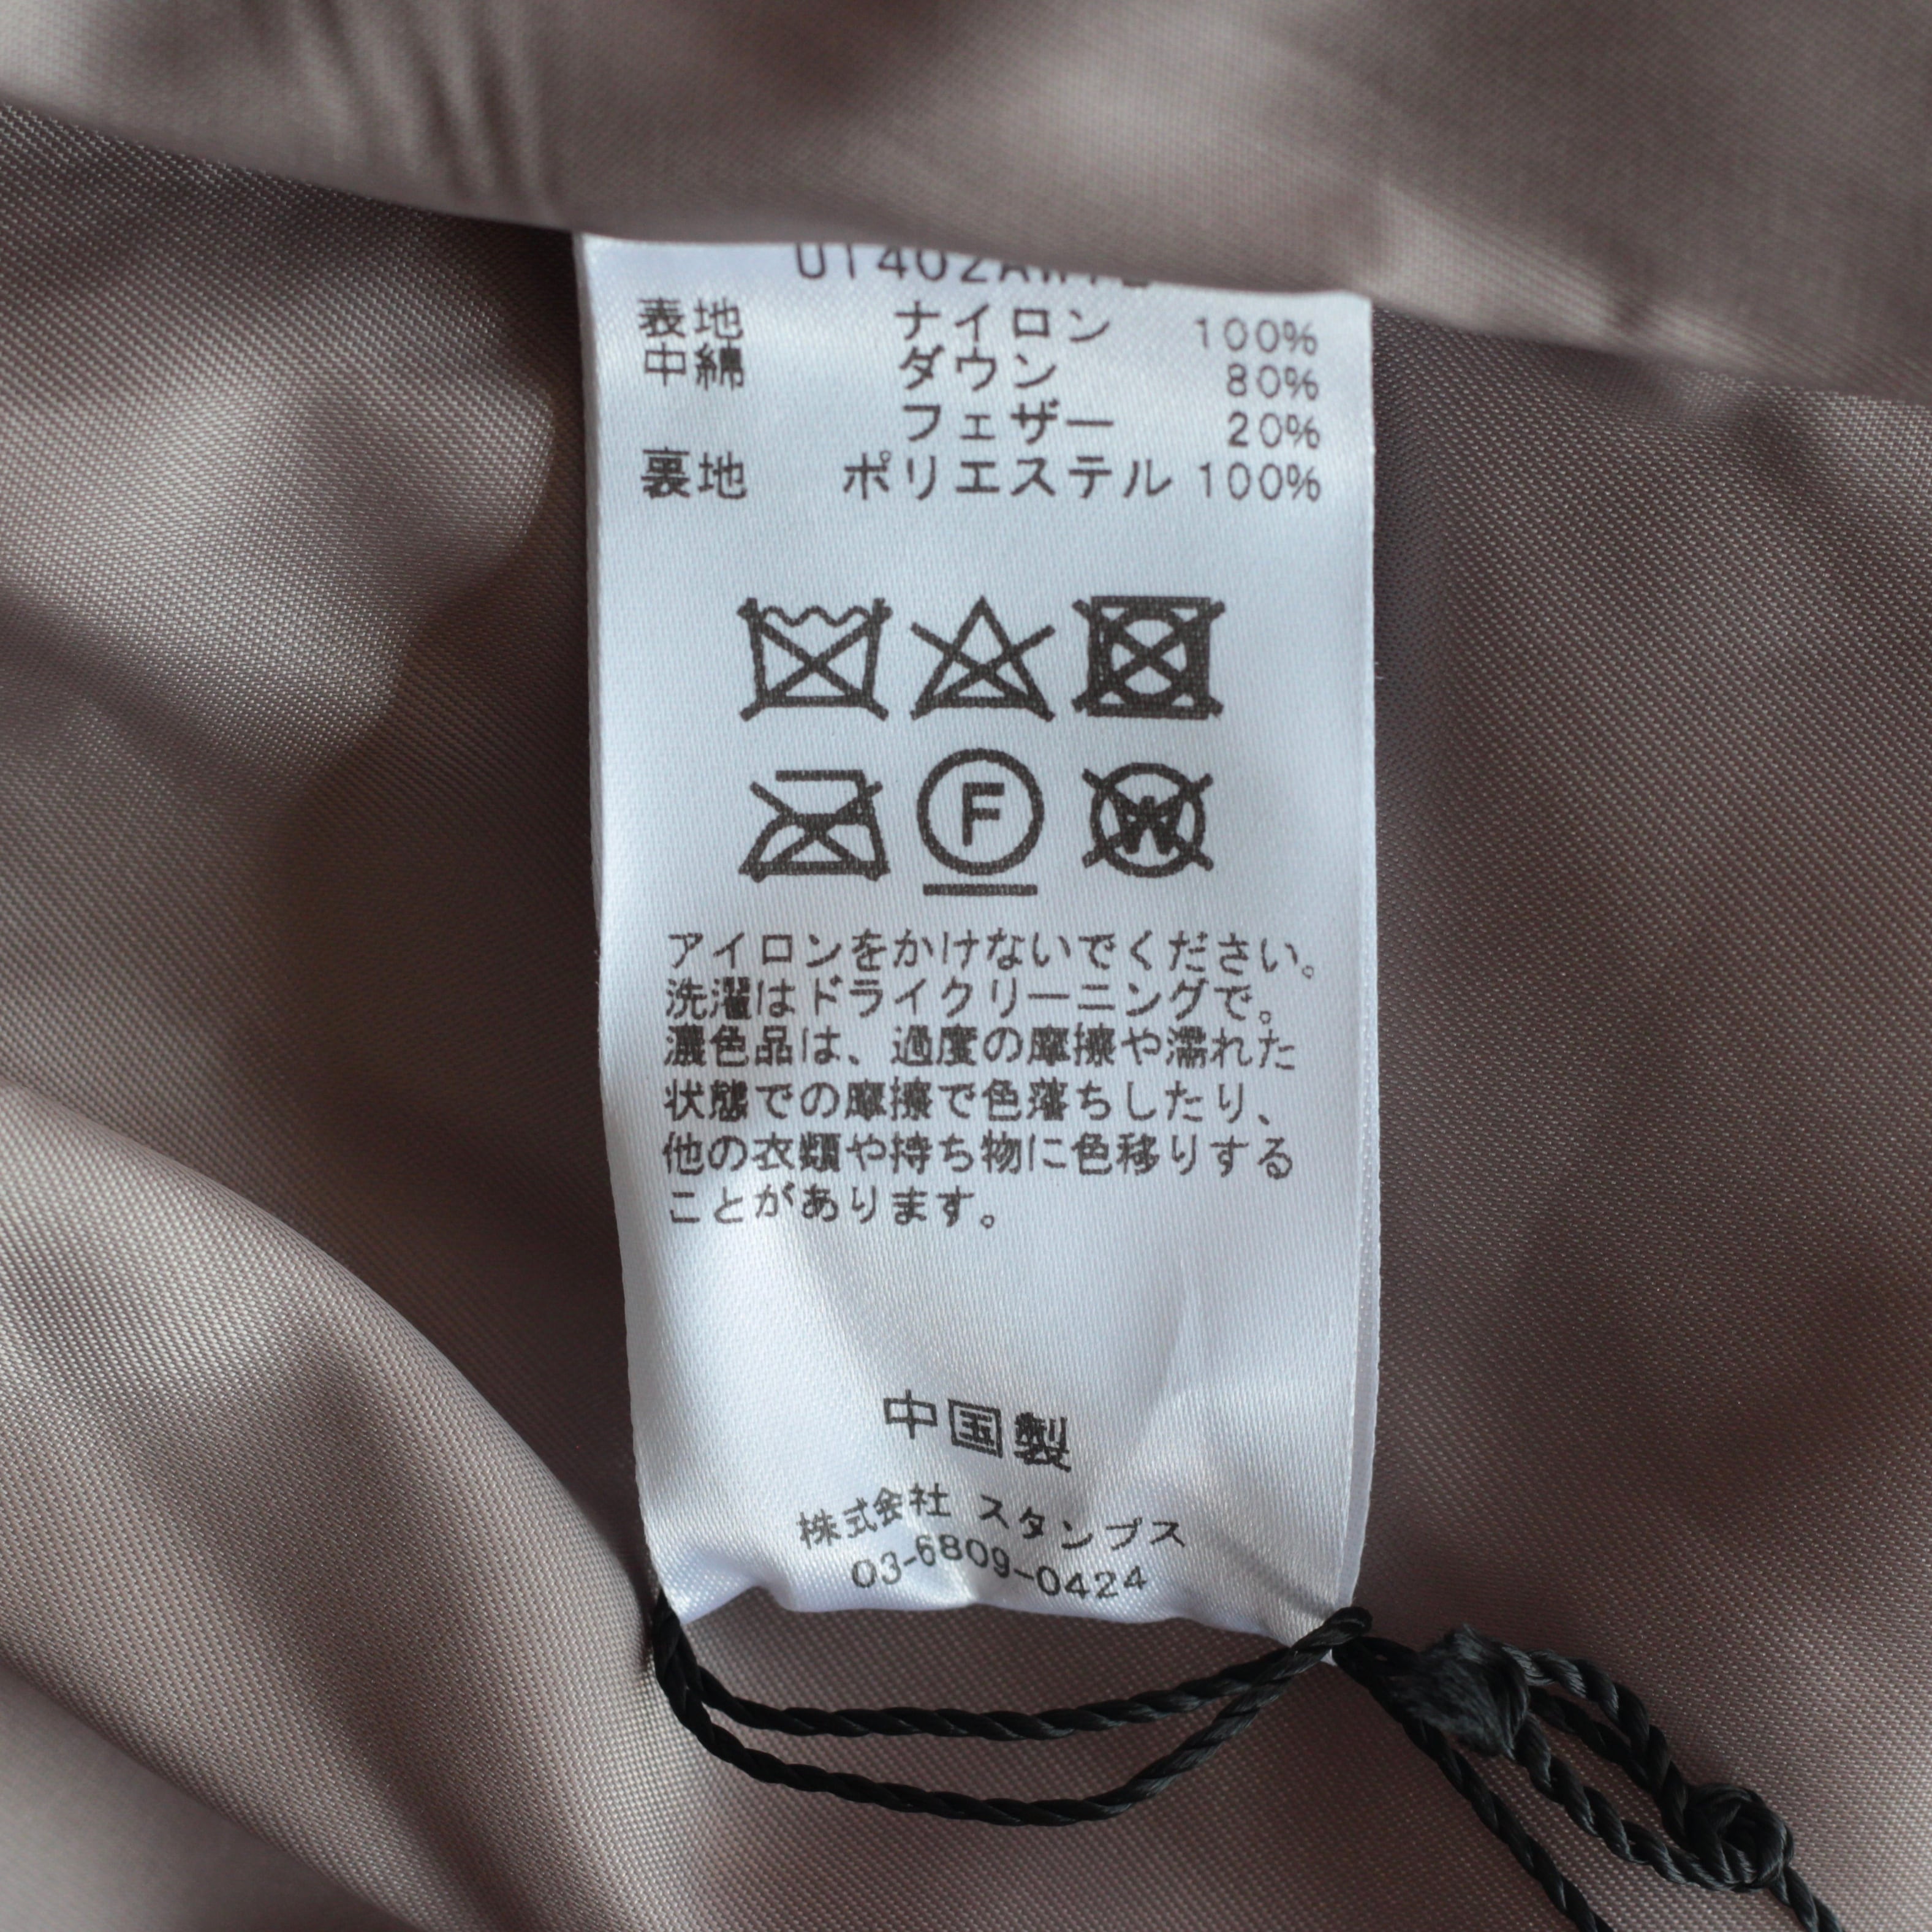 表地 ナイロン 100%
中綿 ダウン 80%
フェザー 20%
裏地 ポリエステル 100%
F
W
アイロンをかけないでください。
洗濯はドライクリーニングで。
濃色品は、過度の摩擦や濡れた
状態での摩擦で色落ちしたり、
他の衣類や持ち物に色移りする
ことがあります。
中国製
株式会社 スタンプス
03-6809-0424